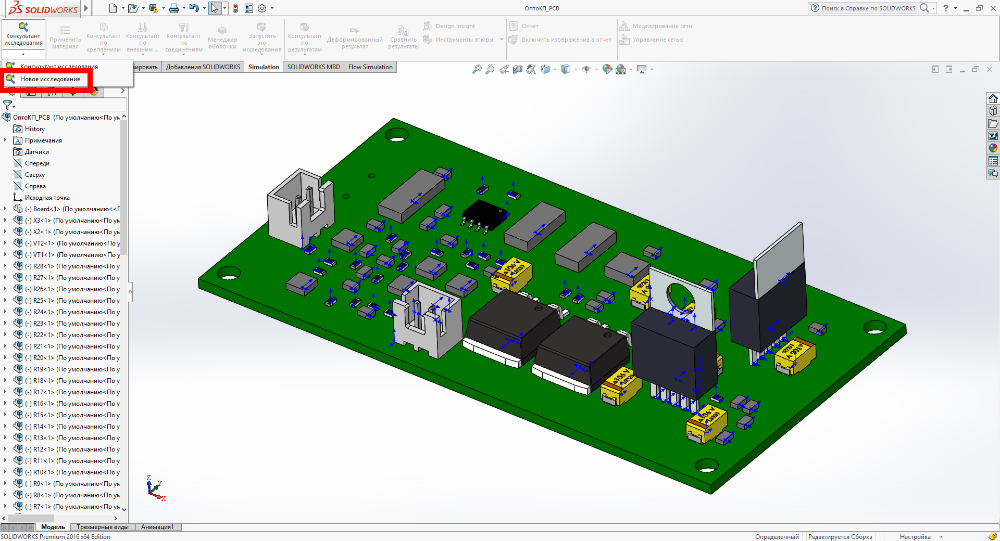 SOLIDWORKS
ОптоКП_PCB
Поиск в Справке по SOLIDWORKS
Консультант
исследования
Применить
материал
Консультант
по
креплениям
Консультант
по
внешним ...
Консультант
по
соединениям
Менеджер
оболочки
Запустить
это
исследование
Консультант
по
результатам
Деформированный
результат
Сравнить
результаты
Design Insight
Инструменты эпюры
Отчет
Включить изображение в отчет
Моделирование сети
Управление сетью
Консультант исследования
Новое исследование
ировать
Добавления SOLIDWORKS
Simulation
SOLIDWORKS MBD
Flow Simulation
ОптоКП_PCB (По умолчанию<По ум
History
Примечания
Датчики
Спереди
Сверху
Справа
Исходная точка
(-) Board<1> (По умолчанию<<Г
(-) X3<1> (По умолчанию<По ум
(-) X2<1> (По умолчанию<По ум
(-) VT2<1> (По умолчанию<По у
(-) VT1<1> (По умолчанию<По у
(-) R28<1> (По умолчанию<По у
(-) R27<1> (По умолчанию<По у
(-) R26<1> (По умолчанию<По у
(-) R25<1> (По умолчанию<По у
(-) R24<1> (По умолчанию<По у
(-) R23<1> (По умолчанию<По у
(-) R22<1> (По умолчанию<По у
(-) R21<1> (По умолчанию<По у
(-) R20<1> (По умолчанию<По у
(-) R19<1> (По умолчанию<По у
(-) R18<1> (По умолчанию<По у
(-) R17<1> (По умолчанию<По у
(-) R16<1> (По умолчанию<По у
(-) R15<1> (По умолчанию<По у
(-) R14<1> (По умолчанию<По у
(-) R13<1> (По умолчанию<По у
(-) R12<1> (По умолчанию<По у
(-) R11<1> (По умолчанию<По у
(-) R10<1> (По умолчанию<По у
(-) R9<1> (По умолчанию<По ум
(-) R8<1> (По умолчанию<По ум
(-) R7<1> (По умолчанию<По ум
106 V
106 V
106 V
106 V
Z
Y
X
Модель
Трехмерные виды
Анимация1
SOLIDWORKS Premium 2016 x64 Edition
Определенный
Редактируется Сборка
Настройка